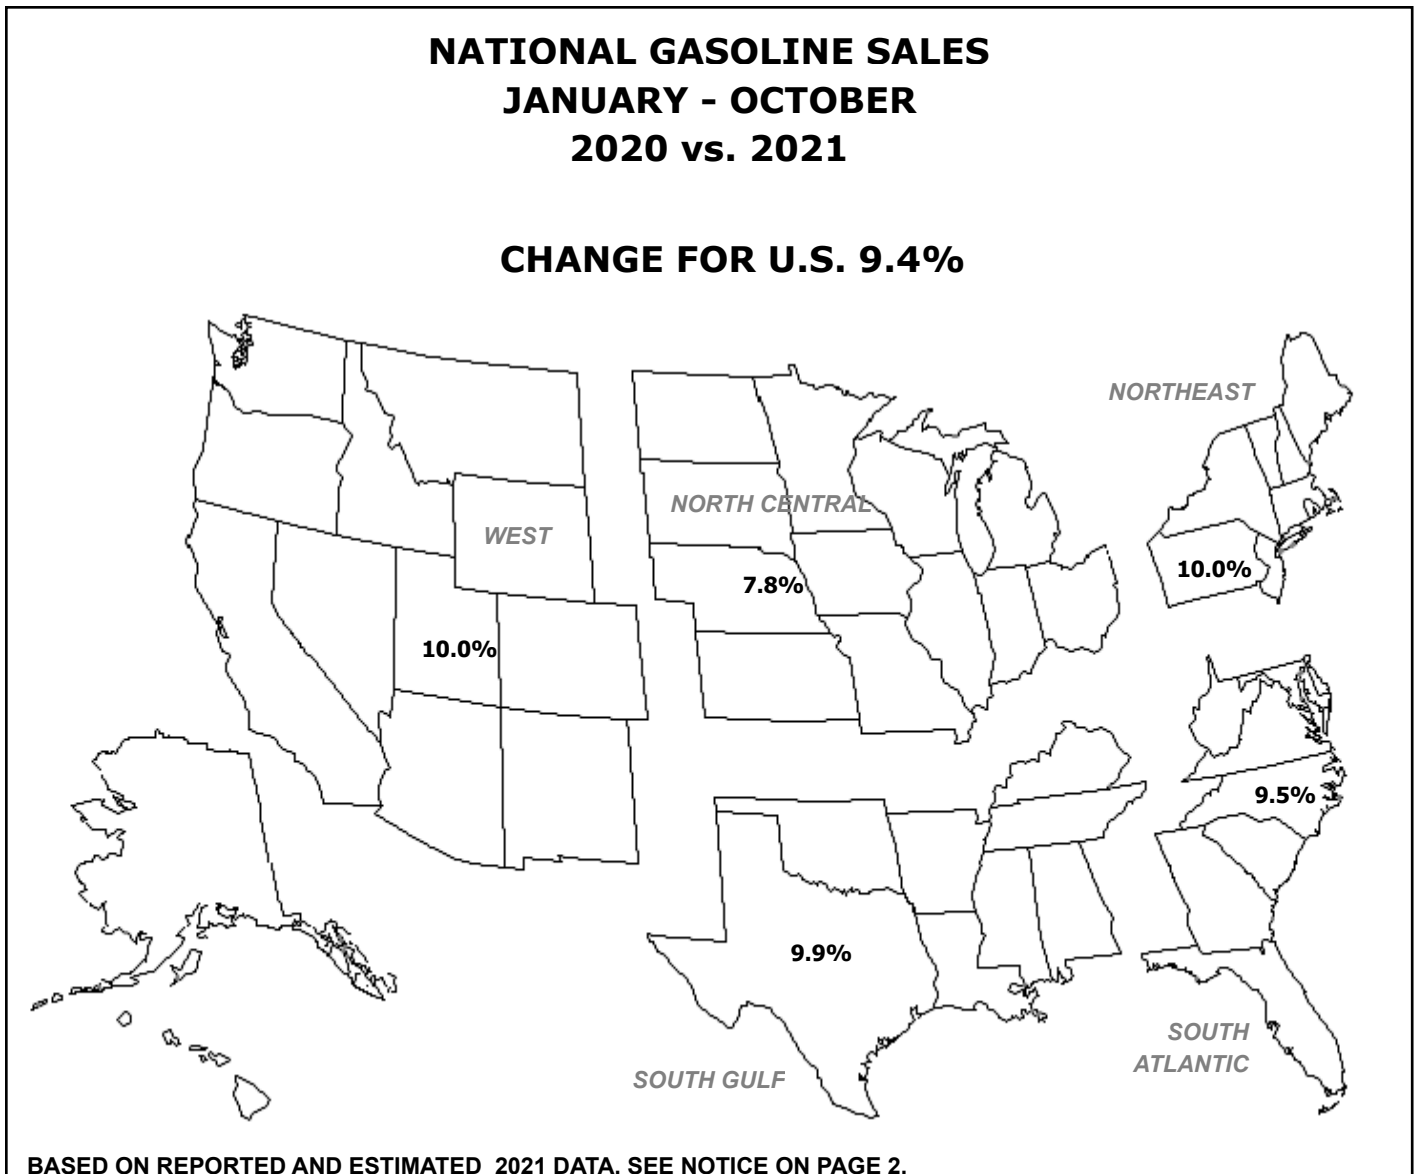 NATIONAL GASOLINE SALES
JANUARY - OCTOBER
2020 vs. 2021
CHANGE FOR U.S. 9.4%
NORTHEAST
NORTH CENTRAL
WEST
10.0%
7.8%
10.0%
9.5%
9.9%
SOUTH
ATLANTIC
SOUTH GULF
BASED ON REPORTED AND ESTIMATED  2021 DATA. SEE NOTICE ON PAGE 2.